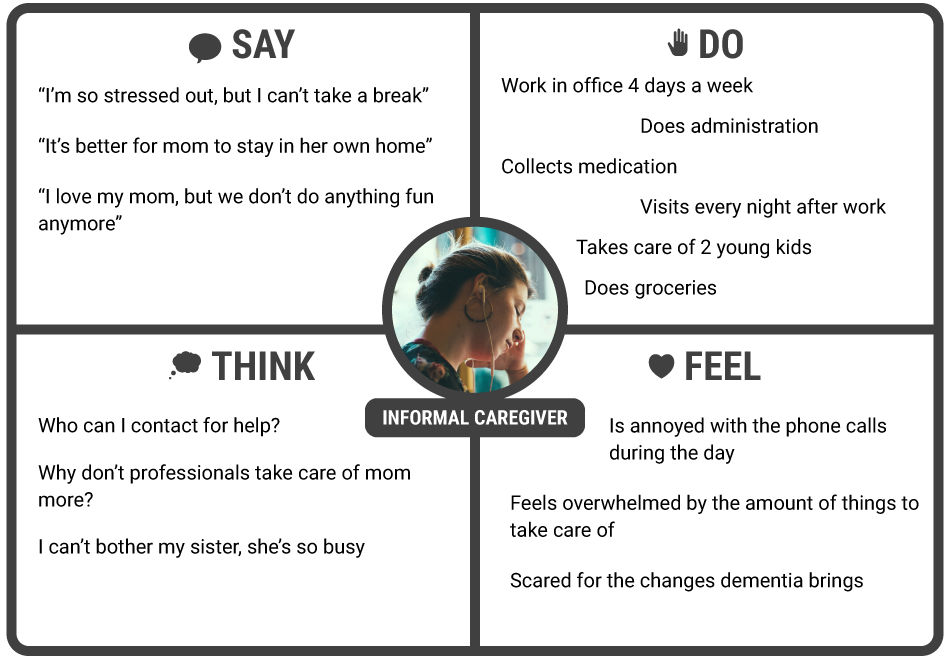 SAY
“I’m so stressed out, but I can’t take a break”
“It’s better for mom to stay in her own home”
“I love my mom, but we don’t do anything fun
anymore”
DO
Work in office 4 days a week
Does administration
Collects medication
Visits every night after work
Takes care of 2 young kids
Does groceries
INFORMAL CAREGIVER
THINK
Who can I contact for help?
Why don’t professionals take care of mom
more?
I can’t bother my sister, she’s so busy
FEEL
Is annoyed with the phone calls
during the day
Feels overwhelmed by the amount of things to
take care of
Scared for the changes dementia brings